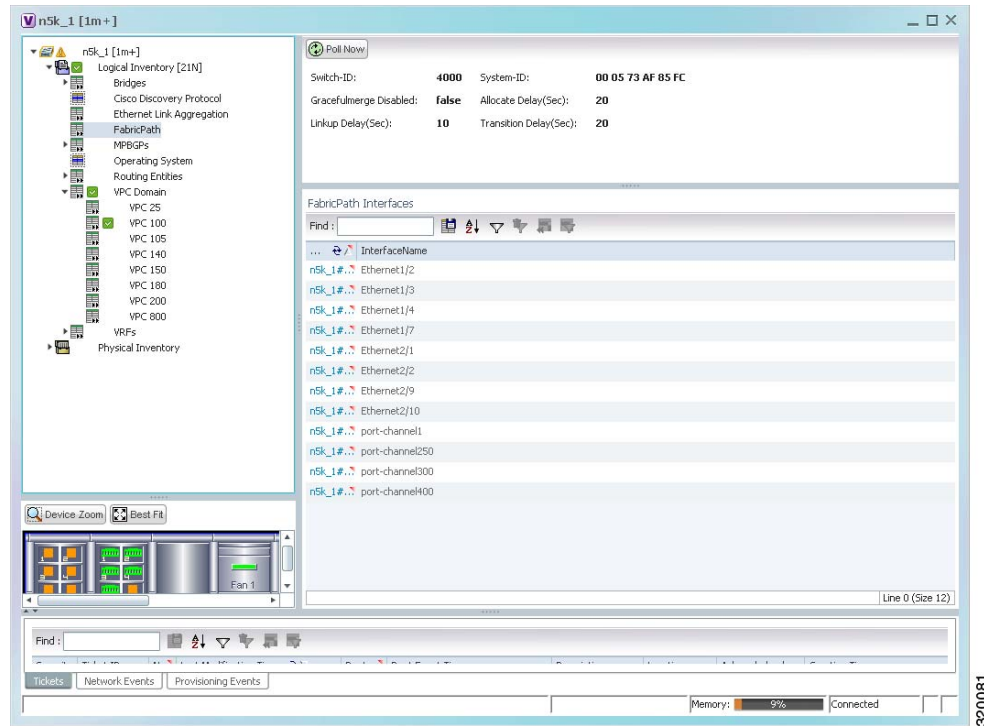 n5k_1 [1m+]
n5k_1 [1m+]
Logical Inventory [21N]
Bridges
Cisco Discovery Protocol
Ethernet Link Aggregation
FabricPath
MPBGPs
Operating System
Routing Entities
VPC Domain
VPC 25
VPC 100
VPC 105
VPC 140
VPC 150
VPC 180
VPC 200
VPC 800
VRFs
Physical Inventory
Device Zoom Best Fit
Fan 1
Poll Now
Switch-ID: 4000 System-ID: 00 05 73 AF 85 FC
Gracefulmerge Disabled: false Allocate Delay(Sec): 20
Linkup Delay(Sec): 10 Transition Delay(Sec): 20
FabricPath Interfaces
Find :
... InterfaceName
n5k_1#.. Ethernet1/2
n5k_1#.. Ethernet1/3
n5k_1#.. Ethernet1/4
n5k_1#.. Ethernet1/7
n5k_1#.. Ethernet2/1
n5k_1#.. Ethernet2/2
n5k_1#.. Ethernet2/9
n5k_1#.. Ethernet2/10
n5k_1#.. port-channel1
n5k_1#.. port-channel250
n5k_1#.. port-channel300
n5k_1#.. port-channel400
Line 0 (Size 12)
Find :
Tickets Network Events Provisioning Events
Memory: 9% Connected
320081